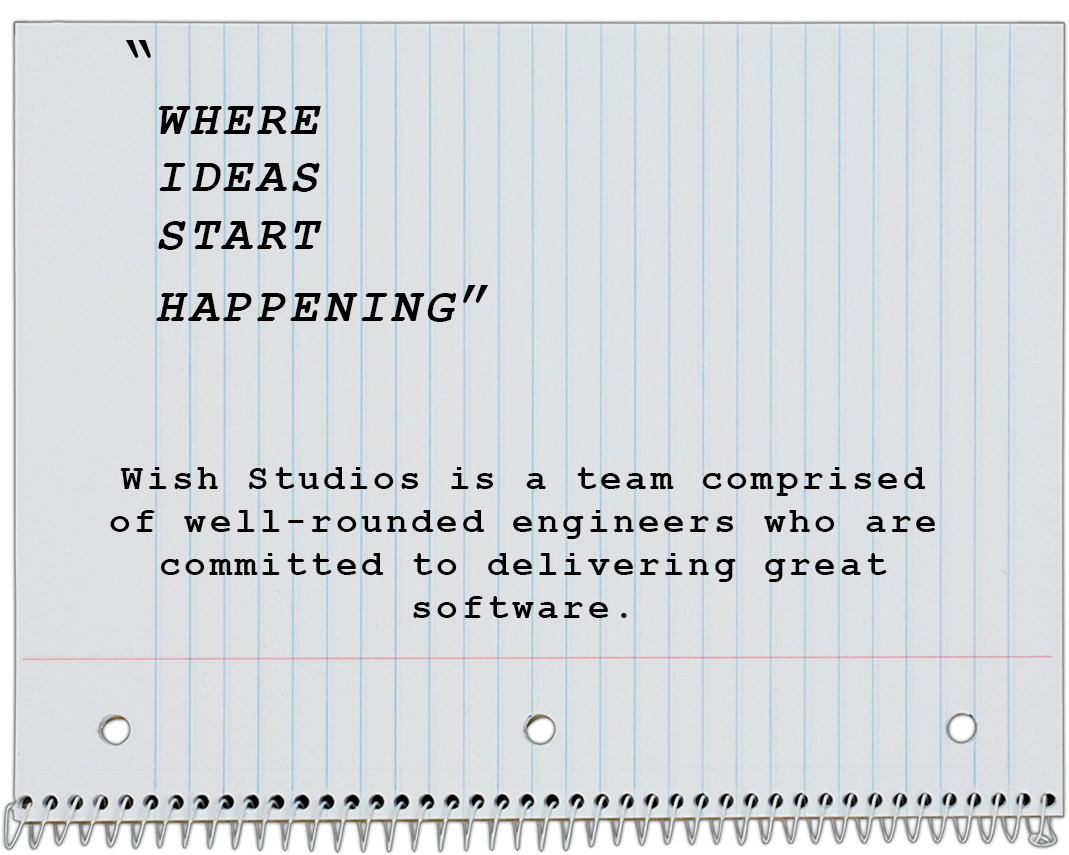 “
WHERE
IDEAS
START
HAPPENING”
Wish Studios is a team comprised
of well-rounded engineers who are
committed to delivering great
software.